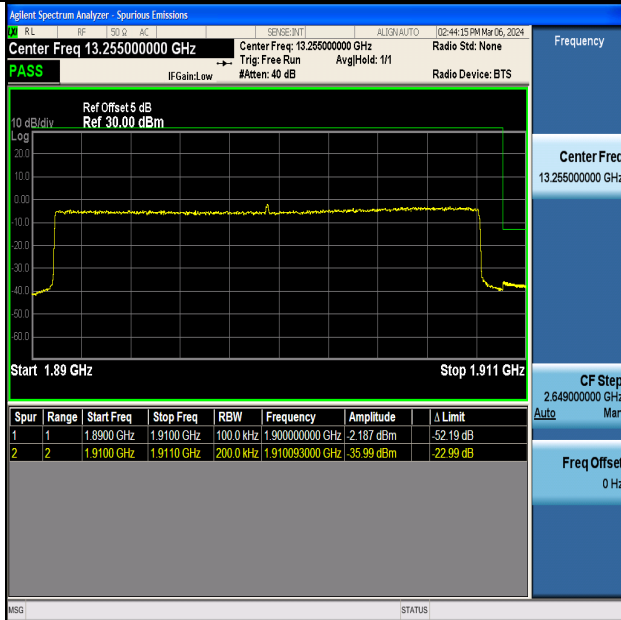 Agilent Spectrum Analyzer - Spurious Emissions
RL RF 50 Ω AC SENSE:INT ALIGN AUTO 02:44:15 PM Mar 06, 2024
Center Freq 13.255000000 GHz Center Freq: 13.255000000 GHz Radio Std: None
Trig: Free Run Avg|Hold: 1/1
PASS IFGain:Low #Atten: 40 dB Radio Device: BTS
Frequency
Ref Offset 5 dB
10 dB/div Ref 30.00 dBm
Log
20.0
10.0
0.00
-10.0
-20.0
-30.0
-40.0
-50.0
-60.0
Start 1.89 GHz Stop 1.911 GHz
Spur Range Start Freq Stop Freq RBW Frequency Amplitude Δ Limit
1 1 1.8900 GHz 1.9100 GHz 100.0 kHz 1.900000000 GHz -2.187 dBm -52.19 dB
2 2 1.9100 GHz 1.9110 GHz 200.0 kHz 1.910093000 GHz -35.99 dBm -22.99 dB
Center Freq
13.255000000 GHz
CF Step
2.649000000 GHz
Auto Man
Freq Offset
0 Hz
MSG STATUS